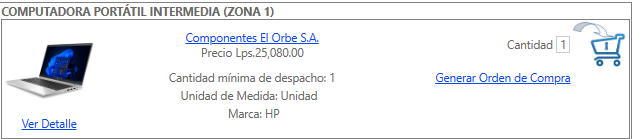 COMPUTADORA PORTÁTIL INTERMEDIA (ZONA 1)
Componentes El Orbe S.A.
Precio Lps.25,080.00
Cantidad 1
1
Cantidad mínima de despacho: 1
Generar Orden de Compra
Unidad de Medida: Unidad
Marca: HP
Ver Detalle